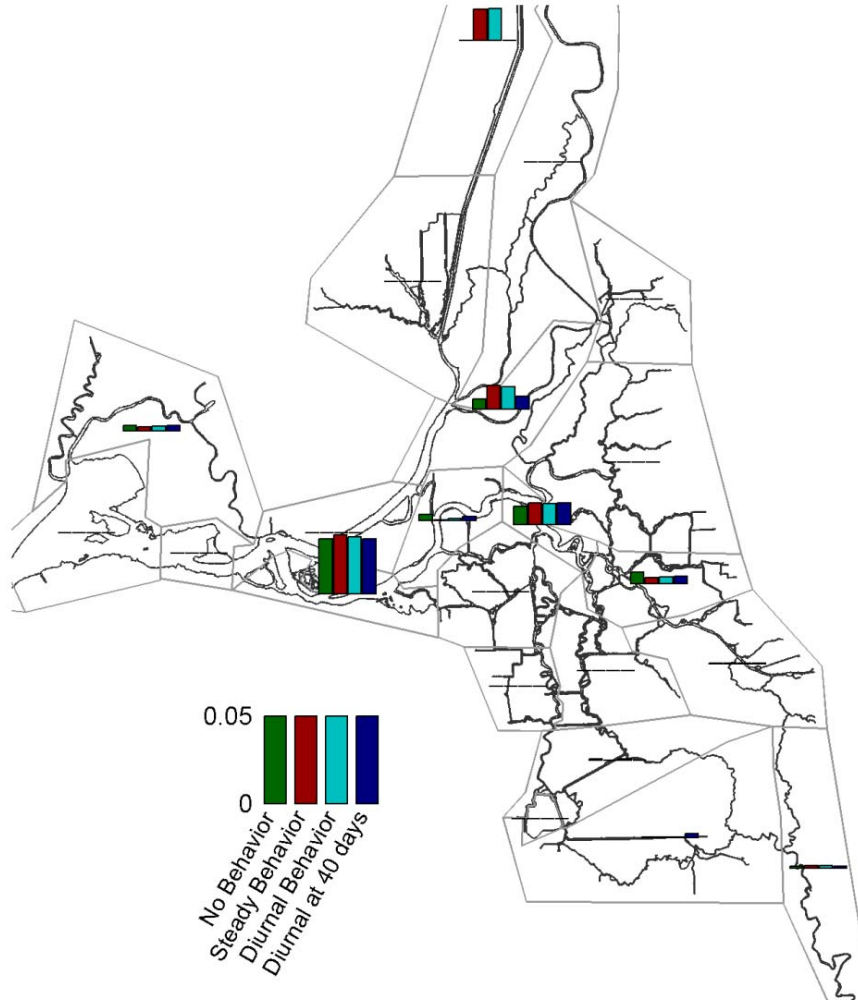 0.05
0
No Behavior
Steady Behavior
Diurnal Behavior
Diurnal at 40 days